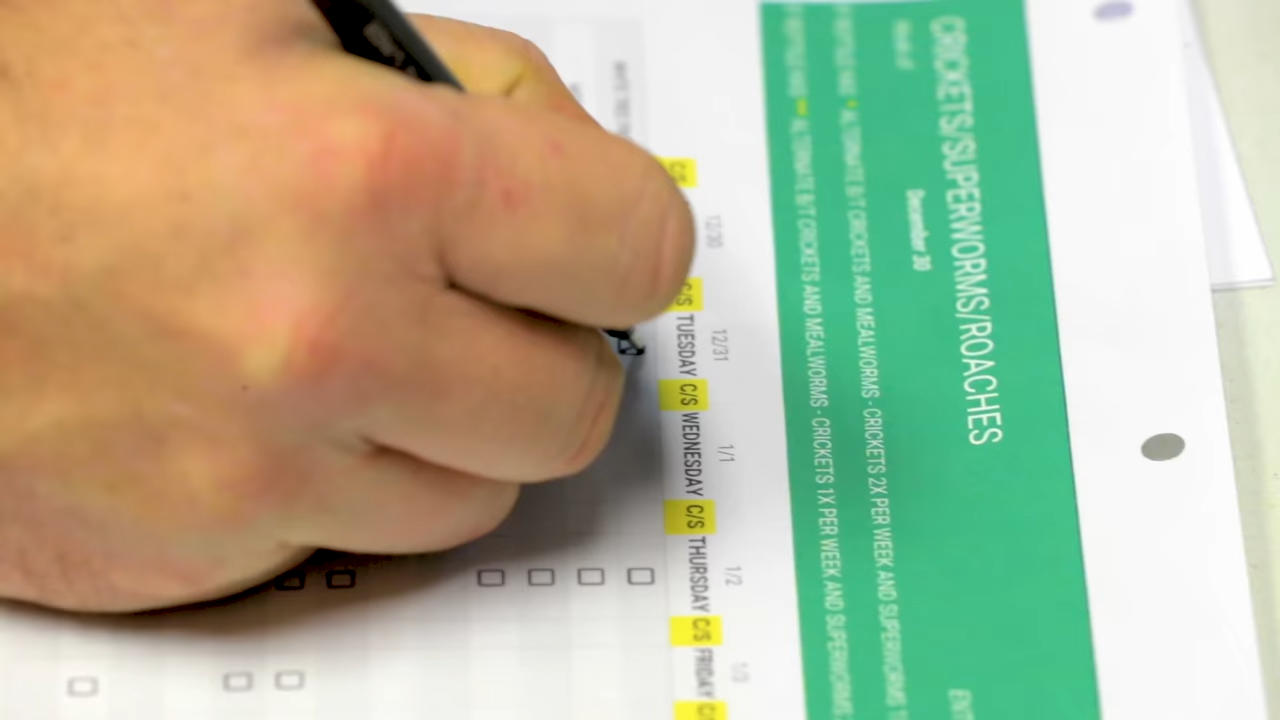 CRICKETS/SUPERWORMS/ROACHES
December 30
* ALTERNATE B/T CRICKETS AND MEALWORMS - CRICKETS 2X PER WEEK AND SUPERWORMS
** ALTERNATE B/T CRICKETS AND MEALWORMS - CRICKETS 1X PER WEEK AND SUPERWORMS
12/30 12/31 1/1 1/2 1/3
C/S TUESDAY C/S WEDNESDAY C/S THURSDAY C/S FRIDAY